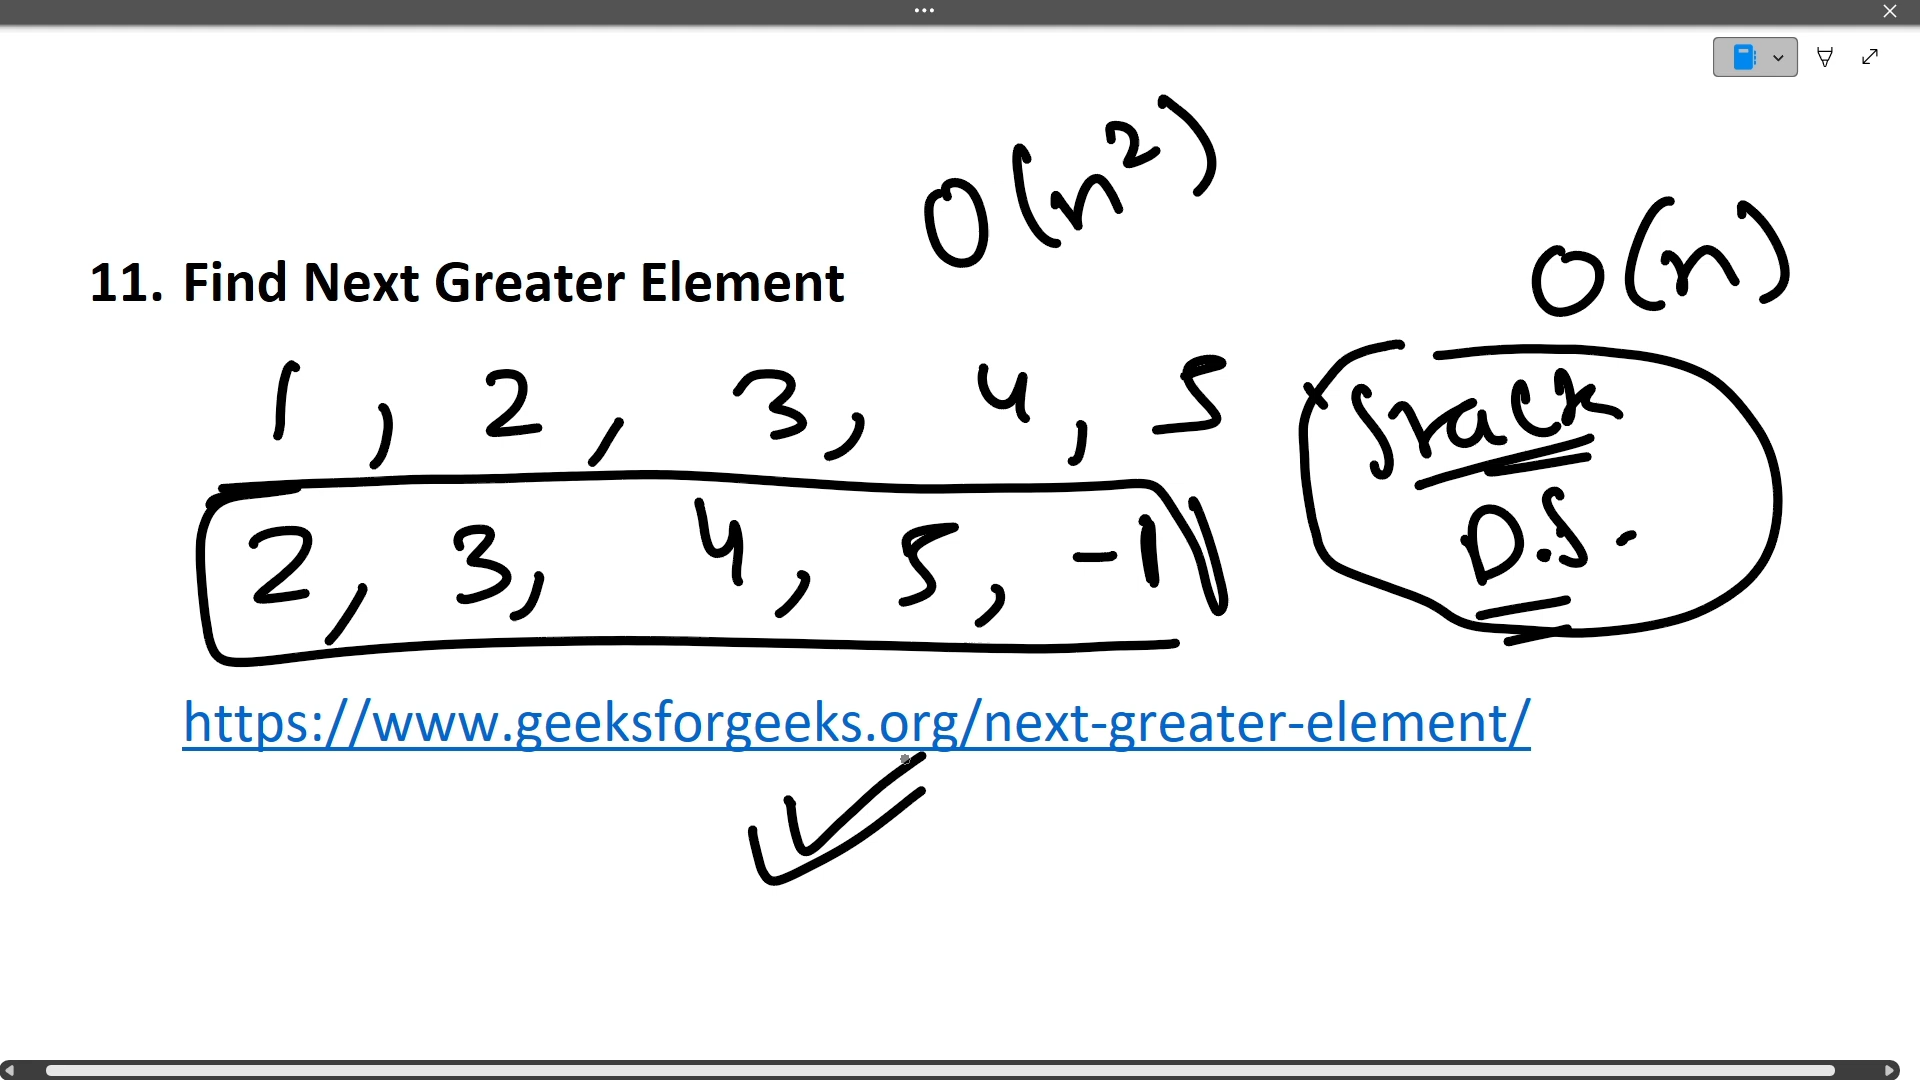 O(n²)
O(n)
11. Find Next Greater Element
1, 2, 3, 4, 5
Stack
D.S.
2, 3, 4, 5, -1
https://www.geeksforgeeks.org/next-greater-element/